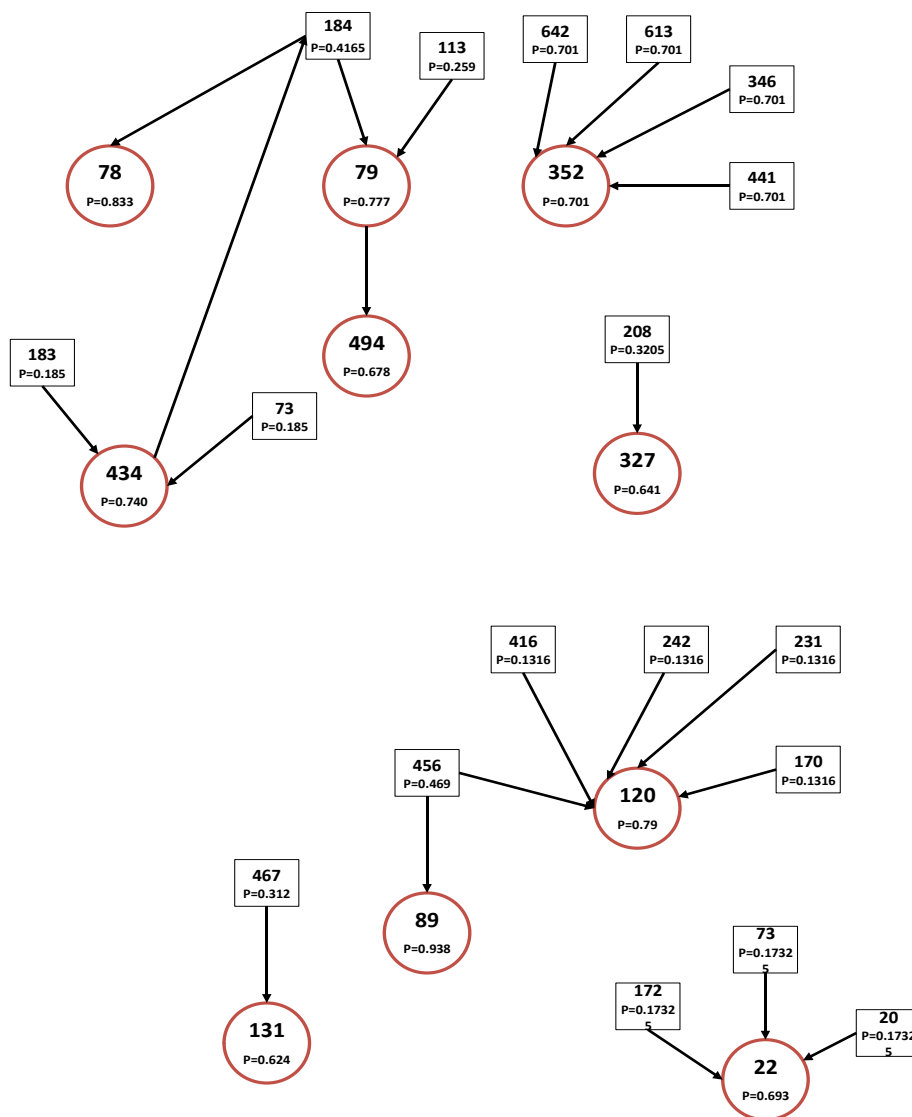 184
P=0.4165
113
P=0.259
642
P=0.701
613
P=0.701
346
P=0.701
78
P=0.833
79
P=0.777
352
P=0.701
441
P=0.701
494
P=0.678
208
P=0.3205
183
P=0.185
73
P=0.185
434
P=0.740
327
P=0.641
416
P=0.1316
242
P=0.1316
231
P=0.1316
456
P=0.469
120
P=0.79
170
P=0.1316
467
P=0.312
89
P=0.938
73
P=0.1732
5
172
P=0.1732
5
20
P=0.1732
5
131
P=0.624
22
P=0.693